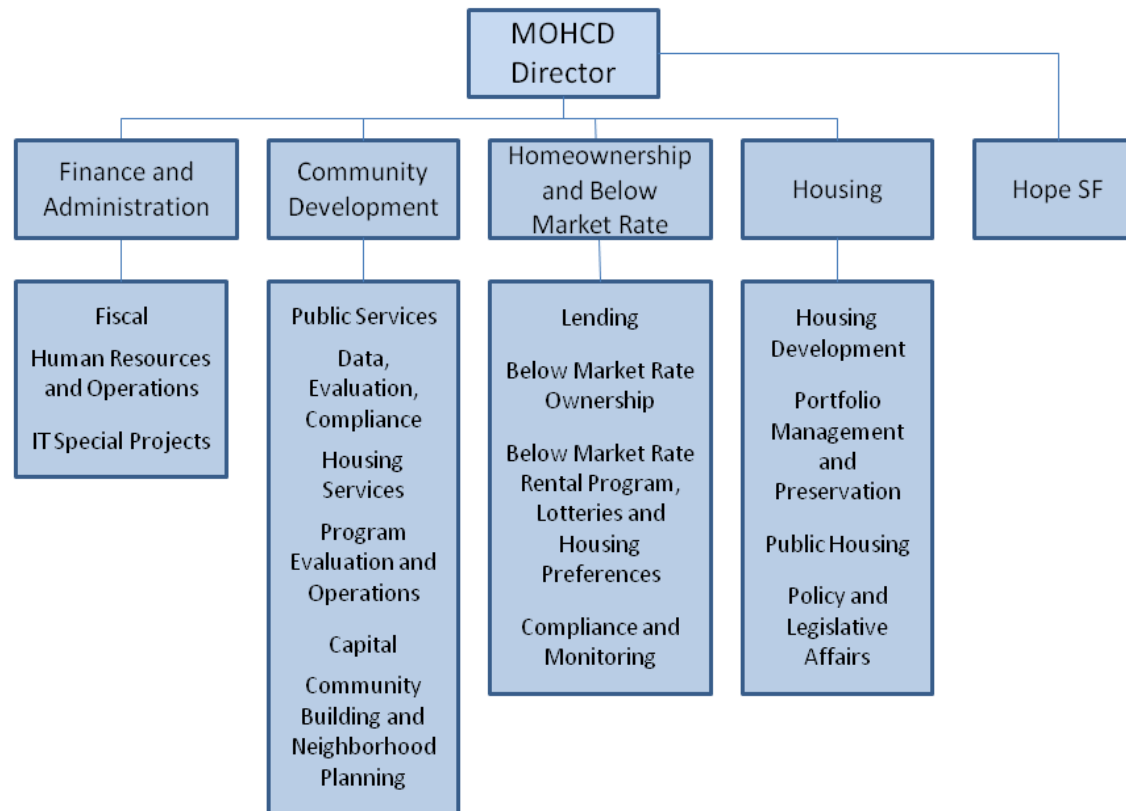 MOHCD
Director
Finance and
Administration
Community
Development
Homeownership
and Below
Market Rate
Housing
Hope SF
Fiscal
Human Resources
and Operations
IT Special Projects
Public Services
Data,
Evaluation,
Compliance
Housing
Services
Program
Evaluation and
Operations
Capital
Community
Building and
Neighborhood
Planning
Lending
Below Market Rate
Ownership
Below Market Rate
Rental Program,
Lotteries and
Housing
Preferences
Compliance and
Monitoring
Housing
Development
Portfolio
Management
and
Preservation
Public Housing
Policy and
Legislative
Affairs